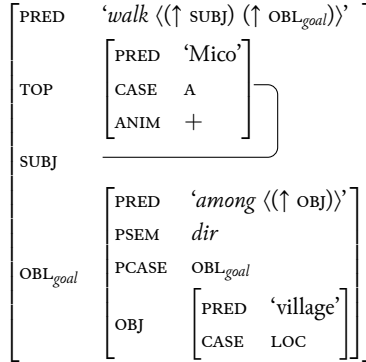 PRED ‘walk ⟨(↑ SUBJ) (↑ OBLgoal)⟩’
PRED ‘Mico’
TOP CASE A
ANIM +
SUBJ
PRED ‘among ⟨(↑ OBJ)⟩’
PSEM dir
PCASE OBLgoal
OBLgoal
PRED ‘village’
OBJ
CASE LOC